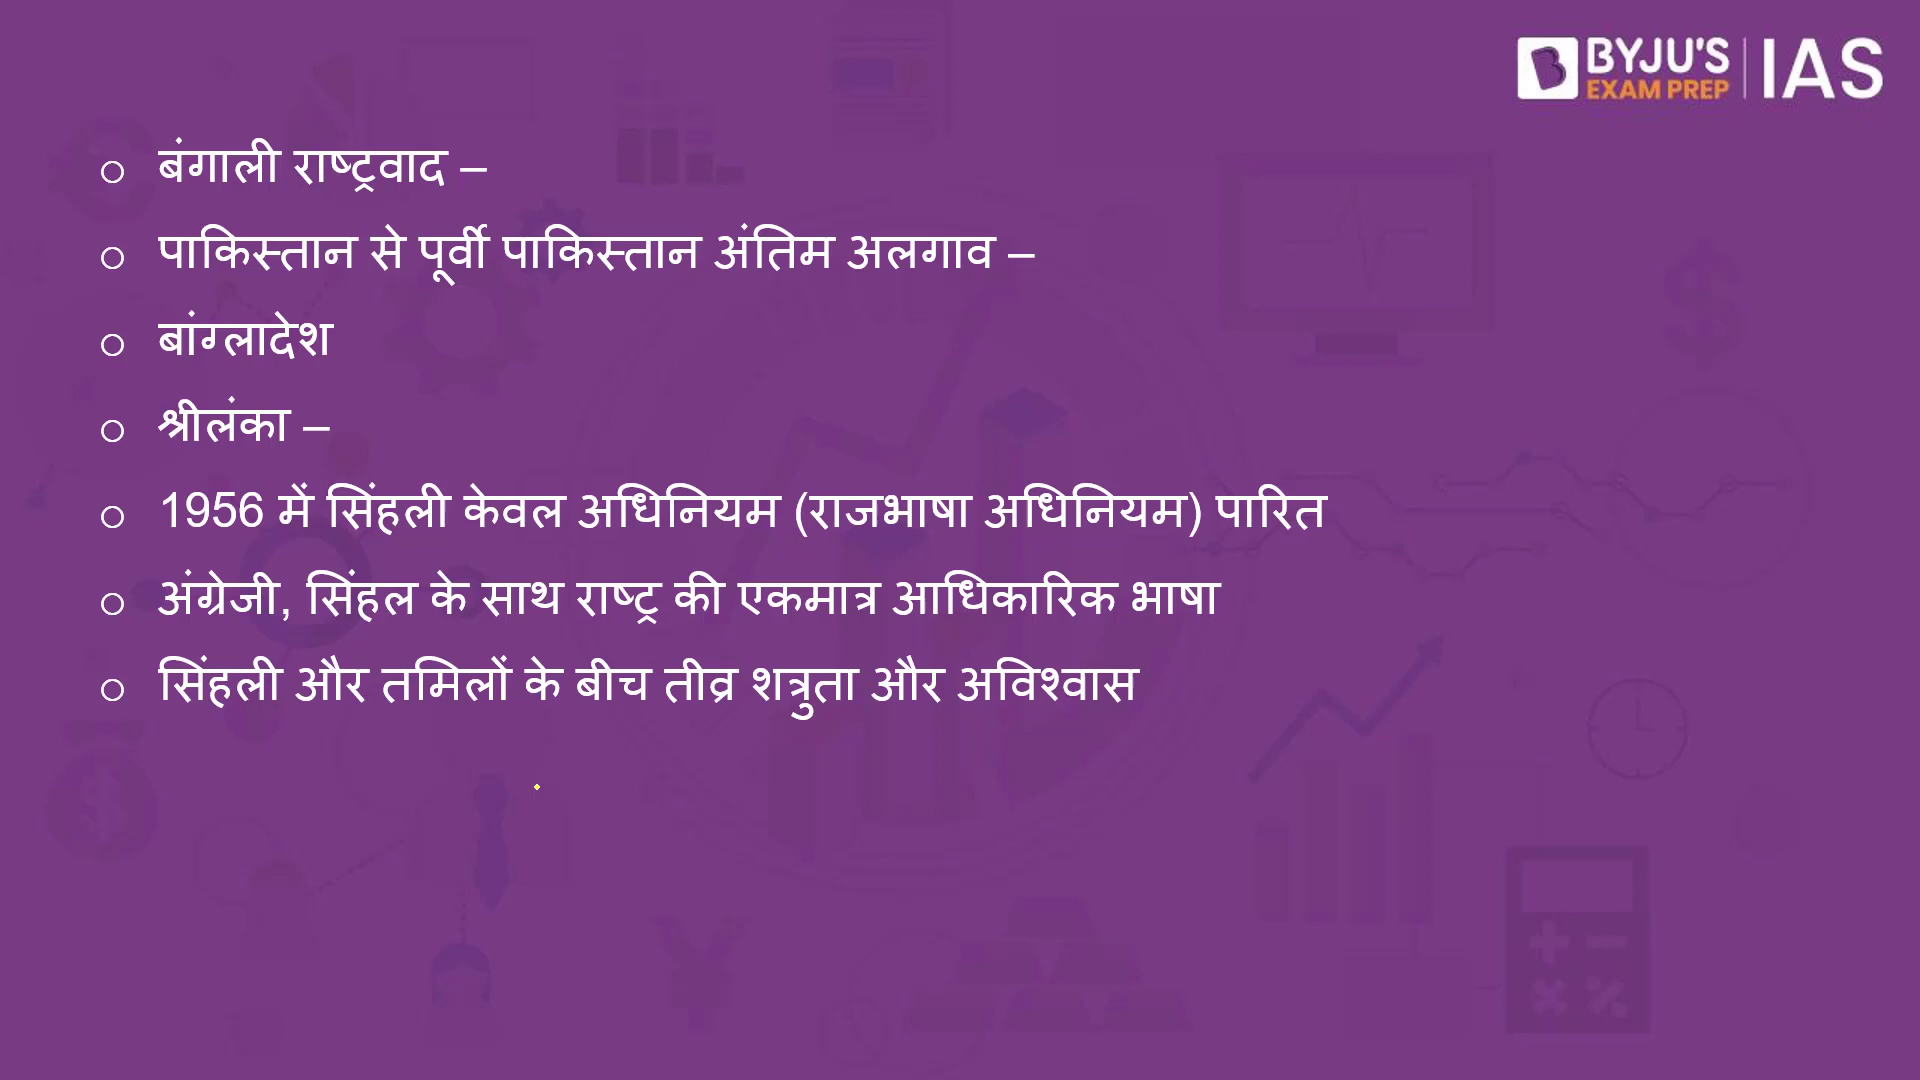 BYJU'S
EXAM PREP
IAS
○ बंगाली राष्ट्रवाद –
○ पाकिस्तान से पूर्वी पाकिस्तान अंतिम अलगाव –
○ बांग्लादेश
○ श्रीलंका –
○ 1956 में सिंहली केवल अधिनियम (राजभाषा अधिनियम) पारित
○ अंग्रेजी, सिंहल के साथ राष्ट्र की एकमात्र आधिकारिक भाषा
○ सिंहली और तमिलों के बीच तीव्र शत्रुता और अविश्वास